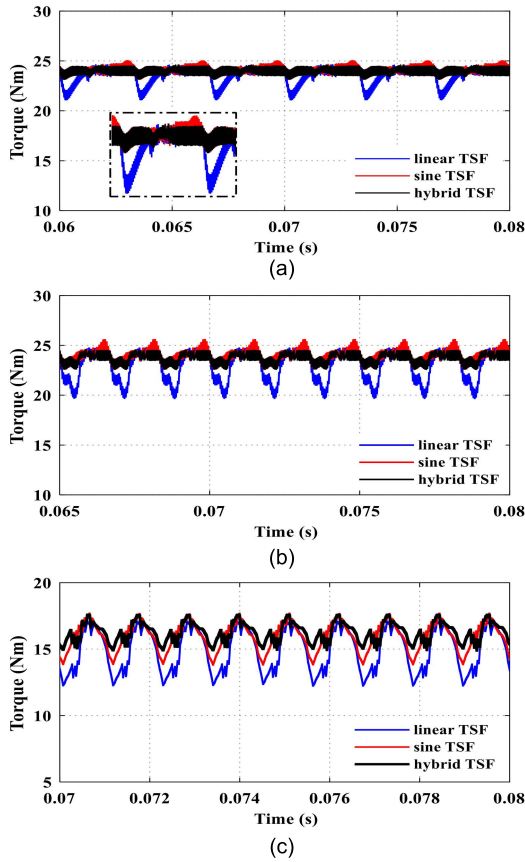 30
25
20
15
10
Torque (Nm)
linear TSF
sine TSF
hybrid TSF
0.06
0.065
0.07
0.075
0.08
Time (s)
(a)
30
25
20
15
10
Torque (Nm)
linear TSF
sine TSF
hybrid TSF
0.065
0.07
0.075
0.08
Time (s)
(b)
20
15
10
5
Torque (Nm)
linear TSF
sine TSF
hybrid TSF
0.07
0.072
0.074
0.076
0.078
0.08
Time (s)
(c)